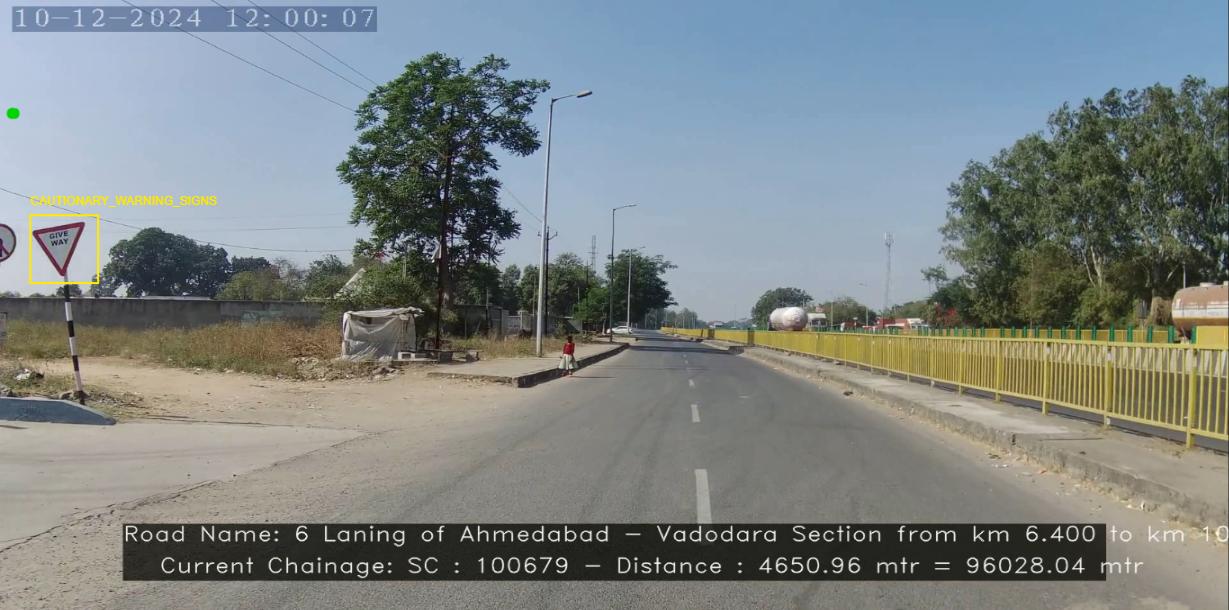 10-12-2024 12:00:07
CAUTIONARY_WARNING_SIGNS
GIVE
WAY
Road Name: 6 Laning of Ahmedabad - Vadodara Section from km 6.400 to km 10
Current Chainage: SC : 100679 - Distance : 4650.96 mtr = 96028.04 mtr